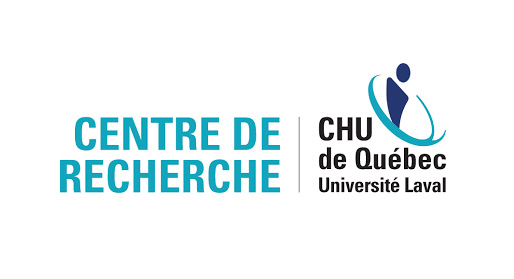 CENTRE DE
RECHERCHE
CHU
de Québec
Université Laval